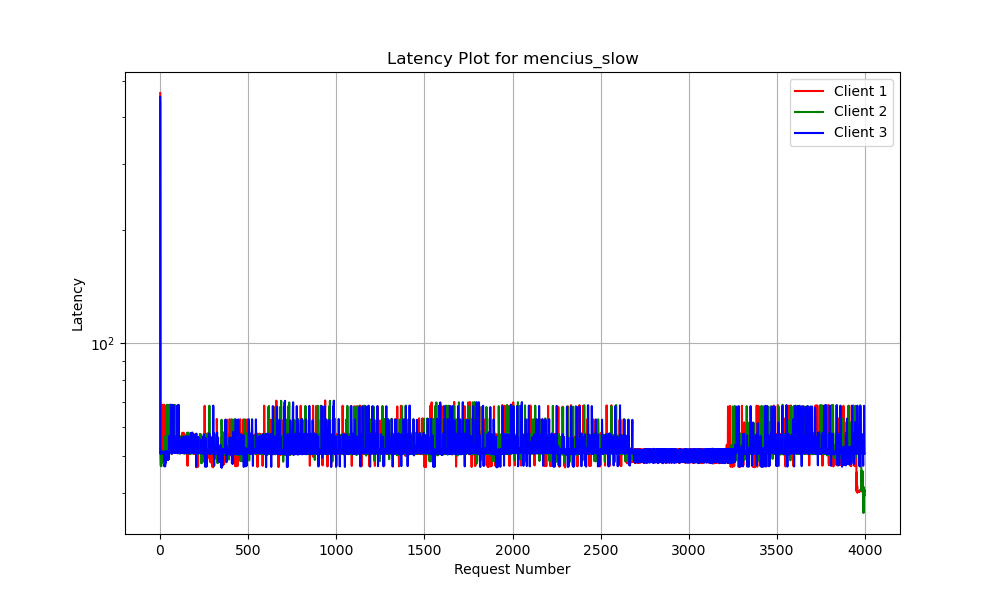 Latency Plot for mencius_slow
Client 1
Client 2
Client 3
Latency
10²
0 500 1000 1500 2000 2500 3000 3500 4000
Request Number